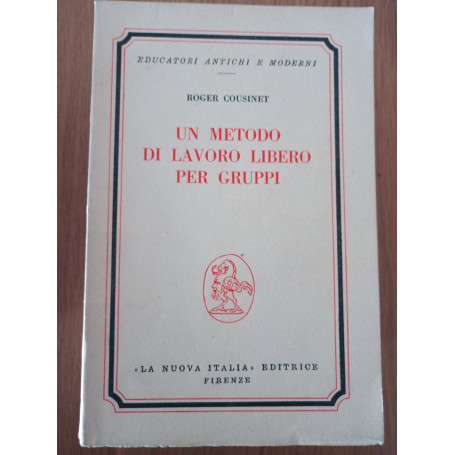 EDUCATORI ANTICHI E MODERNI
ROGER COUSINET
UN METODO
DI LAVORO LIBERO
PER GRUPPI
«LA NUOVA ITALIA» EDITRICE
FIRENZE